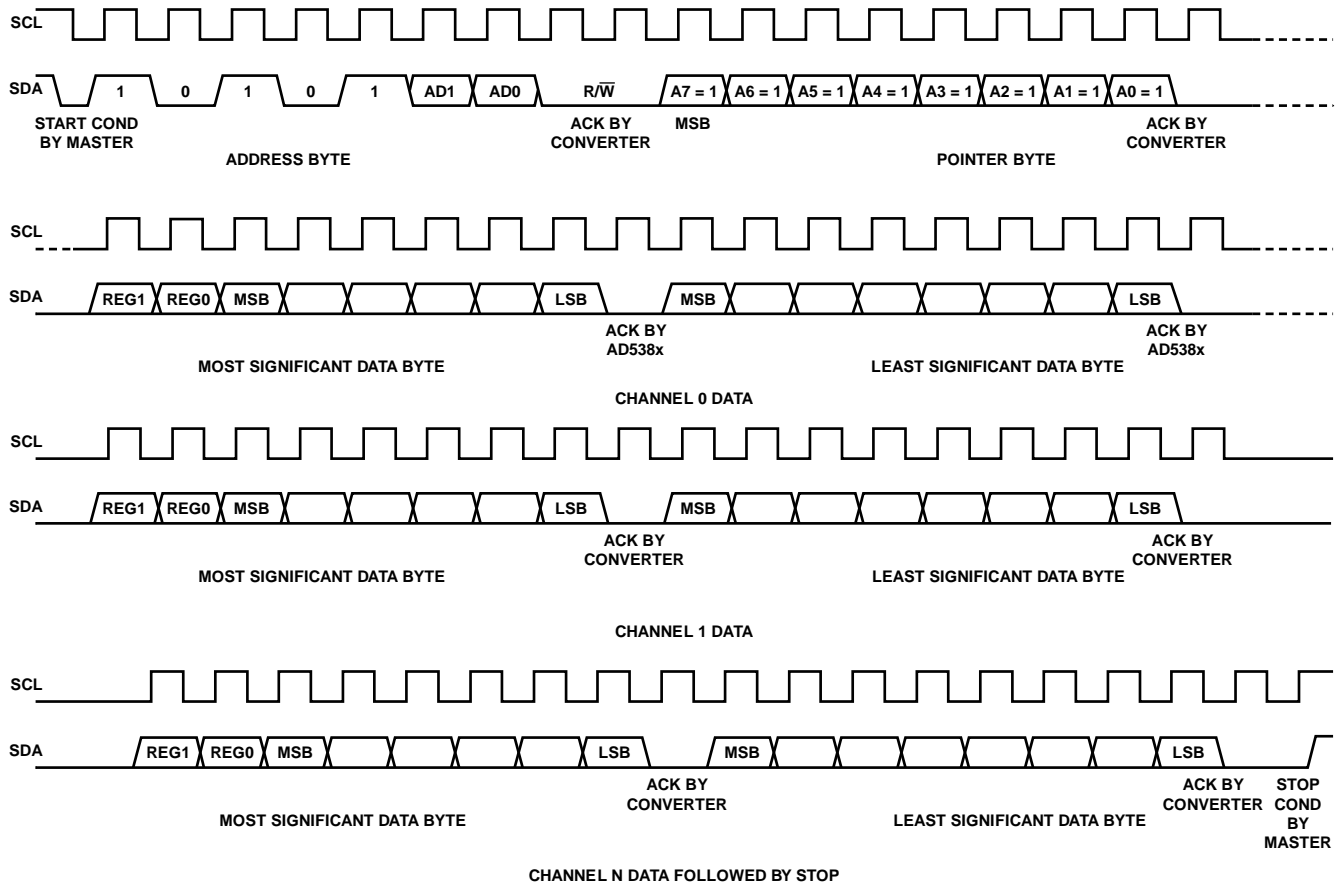 SCL
SDA 1 0 1 0 1 AD1 AD0 R/W̅ A7 = 1 A6 = 1 A5 = 1 A4 = 1 A3 = 1 A2 = 1 A1 = 1 A0 = 1
START COND BY MASTER
ACK BY CONVERTER
MSB
ACK BY CONVERTER
ADDRESS BYTE
POINTER BYTE
SCL
SDA REG1 REG0 MSB LSB MSB LSB
ACK BY AD538x
ACK BY AD538x
MOST SIGNIFICANT DATA BYTE
LEAST SIGNIFICANT DATA BYTE
CHANNEL 0 DATA
SCL
SDA REG1 REG0 MSB LSB MSB LSB
ACK BY CONVERTER
ACK BY CONVERTER
MOST SIGNIFICANT DATA BYTE
LEAST SIGNIFICANT DATA BYTE
CHANNEL 1 DATA
SCL
SDA REG1 REG0 MSB LSB MSB LSB
ACK BY CONVERTER
ACK BY CONVERTER
STOP COND BY MASTER
MOST SIGNIFICANT DATA BYTE
LEAST SIGNIFICANT DATA BYTE
CHANNEL N DATA FOLLOWED BY STOP